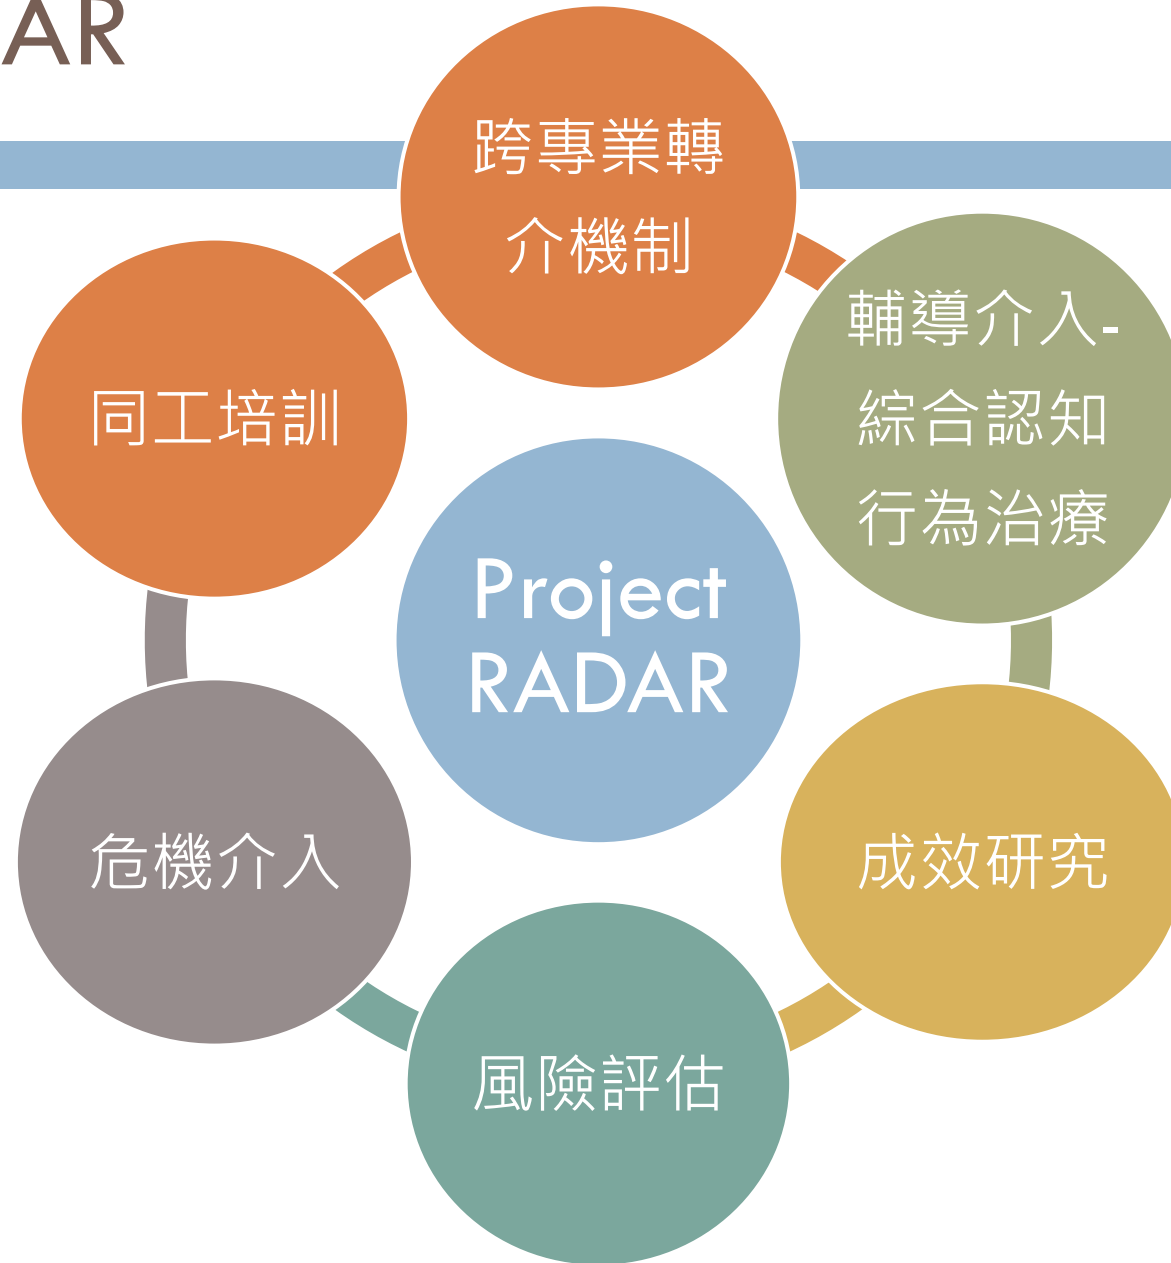 AR
跨專業轉
介機制
輔導介入-
綜合認知
行為治療
同工培訓
Project
RADAR
危機介入
成效研究
風險評估